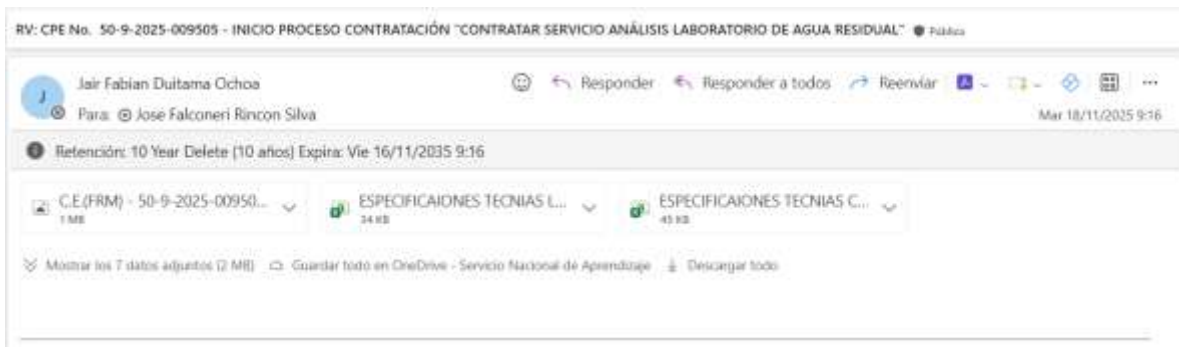 RV: CPE No. 50-9-2025-009505 - INICIO PROCESO CONTRATACIÓN "CONTRATAR SERVICIO ANÁLISIS LABORATORIO DE AGUA RESIDUAL" Pública
J
Jair Fabian Duitama Ochoa
Responder Responder a todos Reenviar
Para: Jose Falconeri Rincon Silva
Mar 18/11/2025 9:16
Retención: 10 Year Delete (10 años) Expira: Vie 16/11/2035 9:16
C.E.(FRM) - 50-9-2025-00950... ESPECIFICAIONES TECNIAS L... ESPECIFICAIONES TECNIAS C...
1 MB 34 KB 45 KB
Mostrar los 7 datos adjuntos (2 MB) Guardar todo en OneDrive - Servicio Nacional de Aprendizaje Descargar todo